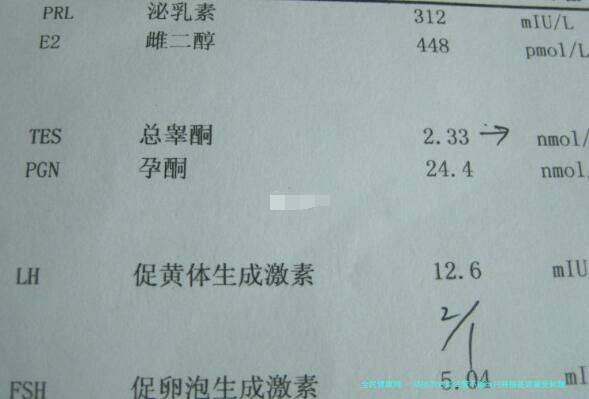 PRL 泌乳素 312 mIU/L
E2 雌二醇 448 pmol/L
TES 总睾酮 2.33 → nmol/
PGN 孕酮 24.4 nmol/
LH 促黄体生成激素 12.6 mIU
2/1
FSH 促卵泡生成激素 5.04 mI